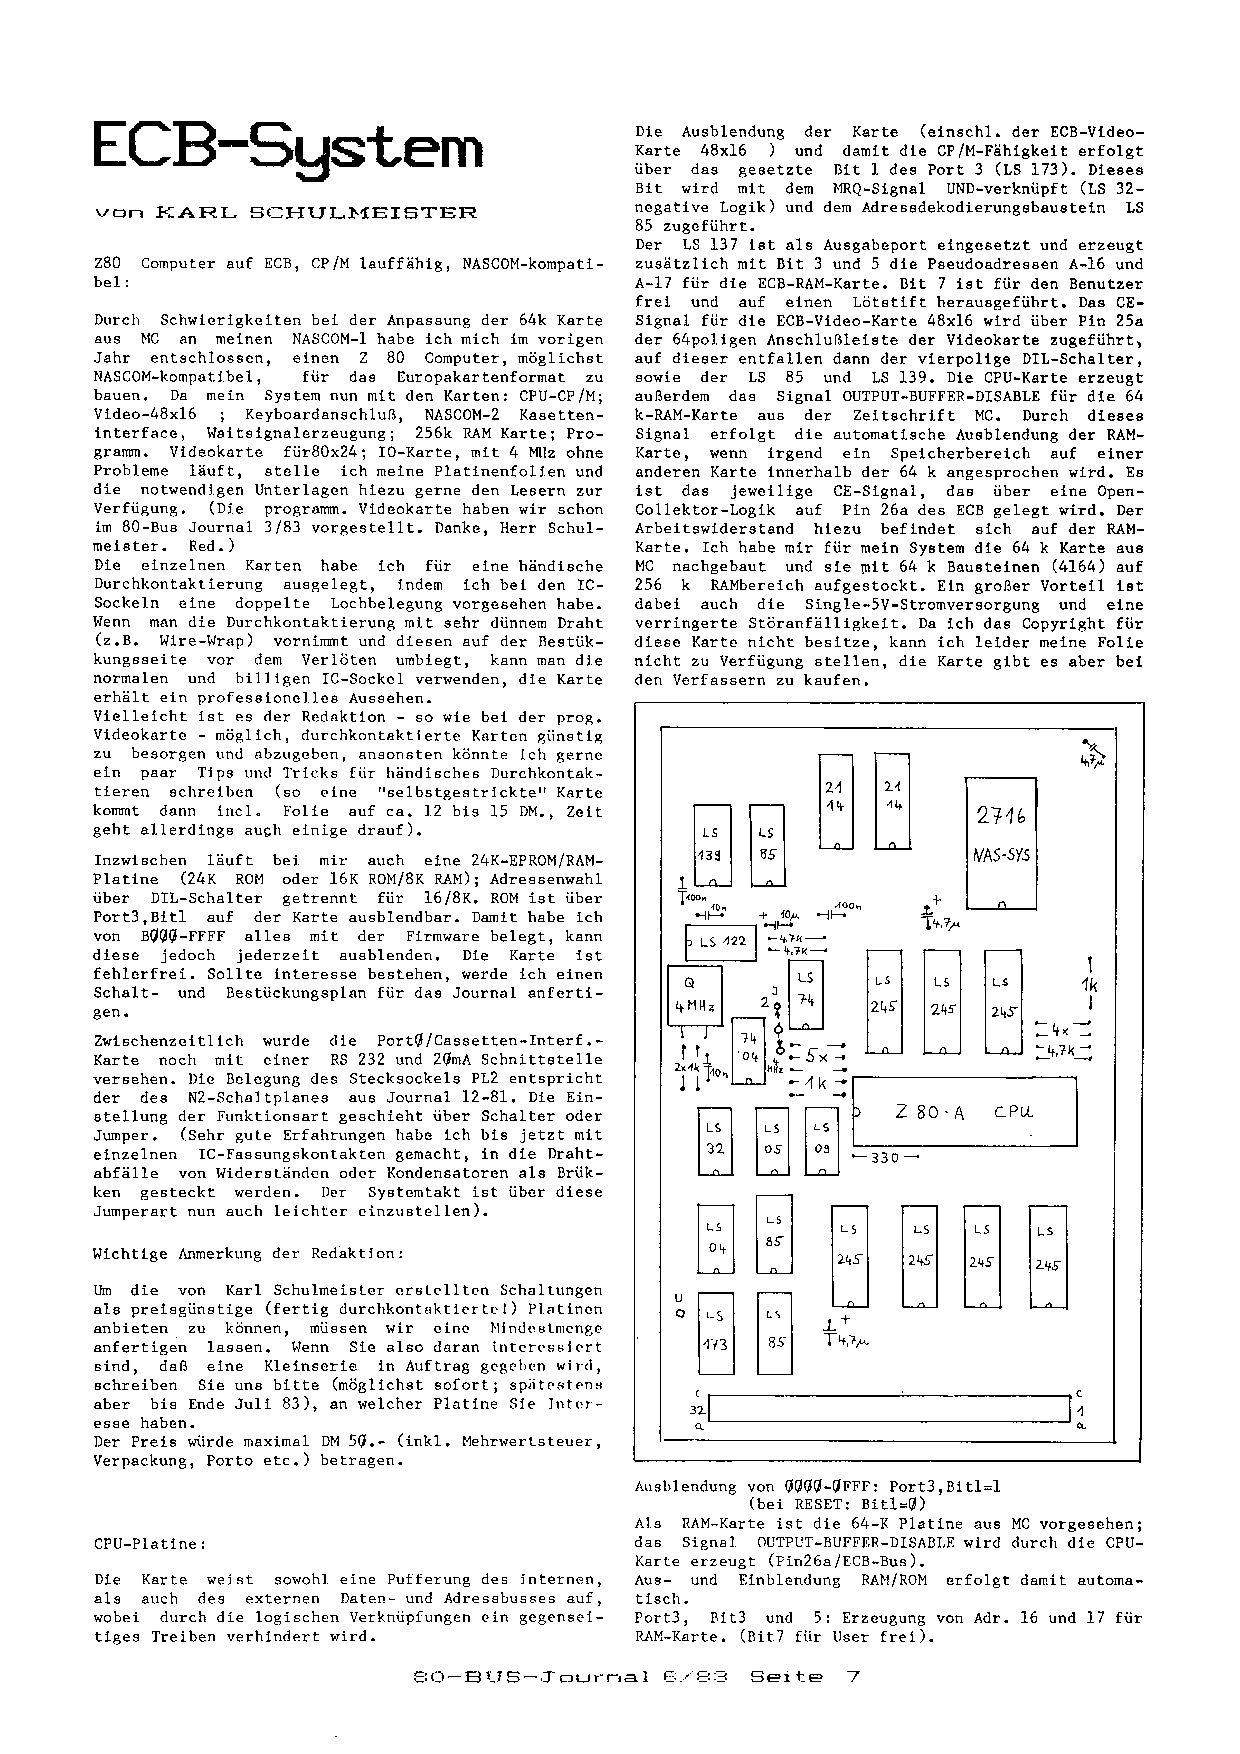 ECB-System
von KARL SCHULMEISTER
Z80 Computer auf ECB, CP/M lauffähig, NASCOM-kompati-
bel:
Durch Schwierigkeiten bei der Anpassung der 64k Karte
aus MC an meinen NASCOM-1 habe ich mich im vorigen
Jahr entschlossen, einen Z 80 Computer, möglichst
NASCOM-kompatibel, für das Europakartenformat zu
bauen. Da mein System nun mit den Karten: CPU-CP/M;
Video-48x16 ; Keyboardanschluß, NASCOM-2 Kasetten-
interface, Waitsignalerzeugung; 256k RAM Karte; Pro-
gramm. Videokarte für80x24; IO-Karte, mit 4 MHz ohne
Probleme läuft, stelle ich meine Platinenfolien und
die notwendigen Unterlagen hiezu gerne den Lesern zur
Verfügung. (Die programm. Videokarte haben wir schon
im 80-Bus Journal 3/83 vorgestellt. Danke, Herr Schul-
meister. Red.)
Die einzelnen Karten habe ich für eine händische
Durchkontaktierung ausgelegt, indem ich bei den IC-
Sockeln eine doppelte Lochbelegung vorgesehen habe.
Wenn man die Durchkontaktierung mit sehr dünnem Draht
(z.B. Wire-Wrap) vornimmt und diesen auf der Bestük-
kungsseite vor dem Verlöten umbiegt, kann man die
normalen und billigen IC-Sockel verwenden, die Karte
erhält ein professionelles Aussehen.
Vielleicht ist es der Redaktion - so wie bei der prog.
Videokarte - möglich, durchkontaktierte Karten günstig
zu besorgen und abzugeben, ansonsten könnte ich gerne
ein paar Tips und Tricks für händisches Durchkontak-
tieren schreiben (so eine "selbstgestrickte" Karte
kommt dann incl. Folie auf ca. 12 bis 15 DM., Zeit
geht allerdings auch einige drauf).
Inzwischen läuft bei mir auch eine 24K-EPROM/RAM-
Platine (24K ROM oder 16K ROM/8K RAM); Adressenwahl
über DIL-Schalter getrennt für 16/8K. ROM ist über
Port3,Bit1 auf der Karte ausblendbar. Damit habe ich
von BØØØ-FFFF alles mit der Firmware belegt, kann
diese jedoch jederzeit ausblenden. Die Karte ist
fehlerfrei. Sollte interesse bestehen, werde ich einen
Schalt- und Bestückungsplan für das Journal anferti-
gen.
Zwischenzeitlich wurde die PortØ/Cassetten-Interf.-
Karte noch mit einer RS 232 und 2ØmA Schnittstelle
versehen. Die Belegung des Stecksockels PL2 entspricht
der des N2-Schaltplanes aus Journal 12-81. Die Ein-
stellung der Funktionsart geschieht über Schalter oder
Jumper. (Sehr gute Erfahrungen habe ich bis jetzt mit
einzelnen IC-Fassungskontakten gemacht, in die Draht-
abfälle von Widerständen oder Kondensatoren als Brük-
ken gesteckt werden. Der Systemtakt ist über diese
Jumperart nun auch leichter einzustellen).
Wichtige Anmerkung der Redaktion:
Um die von Karl Schulmeister erstellten Schaltungen
als preisgünstige (fertig durchkontaktierte!) Platinen
anbieten zu können, müssen wir eine Mindestmenge
anfertigen lassen. Wenn Sie also daran interessiert
sind, daß eine Kleinserie in Auftrag gegeben wird,
schreiben Sie uns bitte (möglichst sofort; spätestens
aber bis Ende Juli 83), an welcher Platine Sie Inter-
esse haben.
Der Preis würde maximal DM 5Ø.- (inkl. Mehrwertsteuer,
Verpackung, Porto etc.) betragen.
CPU-Platine:
Die Karte weist sowohl eine Pufferung des internen,
als auch des externen Daten- und Adressbusses auf,
wobei durch die logischen Verknüpfungen ein gegensei-
tiges Treiben verhindert wird.
Die Ausblendung der Karte (einschl. der ECB-Video-
Karte 48x16 ) und damit die CP/M-Fähigkeit erfolgt
über das gesetzte Bit 1 des Port 3 (LS 173). Dieses
Bit wird mit dem MRQ-Signal UND-verknüpft (LS 32-
negative Logik) und dem Adressdekodierungsbaustein LS
85 zugeführt.
Der LS 137 ist als Ausgabeport eingesetzt und erzeugt
zusätzlich mit Bit 3 und 5 die Pseudoadressen A-16 und
A-17 für die ECB-RAM-Karte. Bit 7 ist für den Benutzer
frei und auf einen Lötstift herausgeführt. Das CE-
Signal für die ECB-Video-Karte 48x16 wird über Pin 25a
der 64poligen Anschlußleiste der Videokarte zugeführt,
auf dieser entfallen dann der vierpolige DIL-Schalter,
sowie der LS 85 und LS 139. Die CPU-Karte erzeugt
außerdem das Signal OUTPUT-BUFFER-DISABLE für die 64
k-RAM-Karte aus der Zeitschrift MC. Durch dieses
Signal erfolgt die automatische Ausblendung der RAM-
Karte, wenn irgend ein Speicherbereich auf einer
anderen Karte innerhalb der 64 k angesprochen wird. Es
ist das jeweilige CE-Signal, das über eine Open-
Collektor-Logik auf Pin 26a des ECB gelegt wird. Der
Arbeitswiderstand hiezu befindet sich auf der RAM-
Karte. Ich habe mir für mein System die 64 k Karte aus
MC nachgebaut und sie mit 64 k Bausteinen (4164) auf
256 k RAMbereich aufgestockt. Ein großer Vorteil ist
dabei auch die Single-5V-Stromversorgung und eine
verringerte Störanfälligkeit. Da ich das Copyright für
diese Karte nicht besitze, kann ich leider meine Folie
nicht zu Verfügung stellen, die Karte gibt es aber bei
den Verfassern zu kaufen.
4,7µ
21 21
14 14
2716
NAS-SYS
LS LS
139 85
100n
10n
+ 10µ
100n
+
4,7µ
LS 122
4,7K
4,7K
Q
4MHz
LS
74
J
2
4
MHz
LS LS LS
245 245 245
1k
4x
4,7K
74
04
2x1k
10n
5x
1k
Z 80-A CPU
LS LS LS
32 05 09
330
LS LS LS LS LS LS
04 85 245 245 245 245
U
Q
LS LS
173 85
+
4,7µ
c c
32 1
a a
Ausblendung von ØØØØ-ØFFF: Port3,Bit1=1
(bei RESET: Bit1=Ø)
Als RAM-Karte ist die 64-K Platine aus MC vorgesehen;
das Signal OUTPUT-BUFFER-DISABLE wird durch die CPU-
Karte erzeugt (Pin26a/ECB-Bus).
Aus- und Einblendung RAM/ROM erfolgt damit automa-
tisch.
Port3, Bit3 und 5: Erzeugung von Adr. 16 und 17 für
RAM-Karte. (Bit7 für User frei).
80-BUS-Journal 6/83 Seite 7